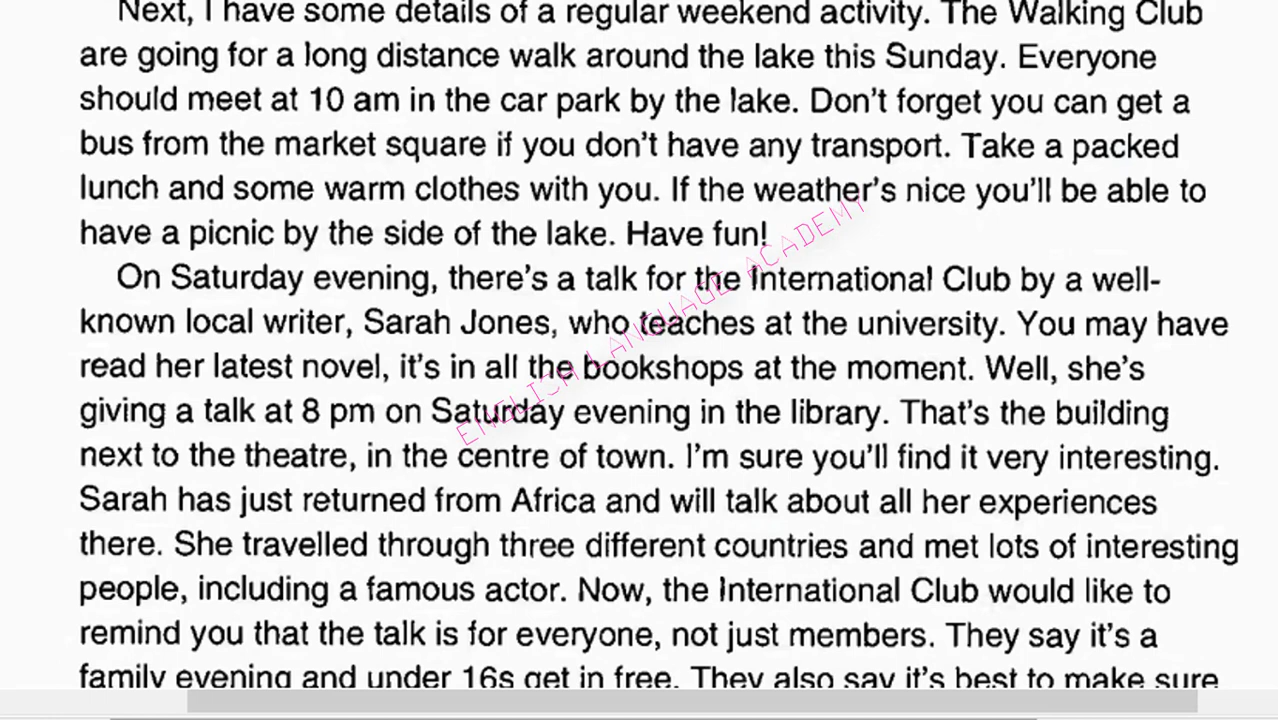 Next, I have some details of a regular weekend activity. The Walking Club
are going for a long distance walk around the lake this Sunday. Everyone
should meet at 10 am in the car park by the lake. Don't forget you can get a
bus from the market square if you don't have any transport. Take a packed
lunch and some warm clothes with you. If the weather's nice you'll be able to
have a picnic by the side of the lake. Have fun!
On Saturday evening, there's a talk for the International Club by a well-
known local writer, Sarah Jones, who teaches at the university. You may have
read her latest novel, it's in all the bookshops at the moment. Well, she's
giving a talk at 8 pm on Saturday evening in the library. That's the building
next to the theatre, in the centre of town. I'm sure you'll find it very interesting.
Sarah has just returned from Africa and will talk about all her experiences
there. She travelled through three different countries and met lots of interesting
people, including a famous actor. Now, the International Club would like to
remind you that the talk is for everyone, not just members. They say it's a
family evening and under 16s get in free. They also say it's best to make sure
ENGLISH LANGUAGE ACADEMY